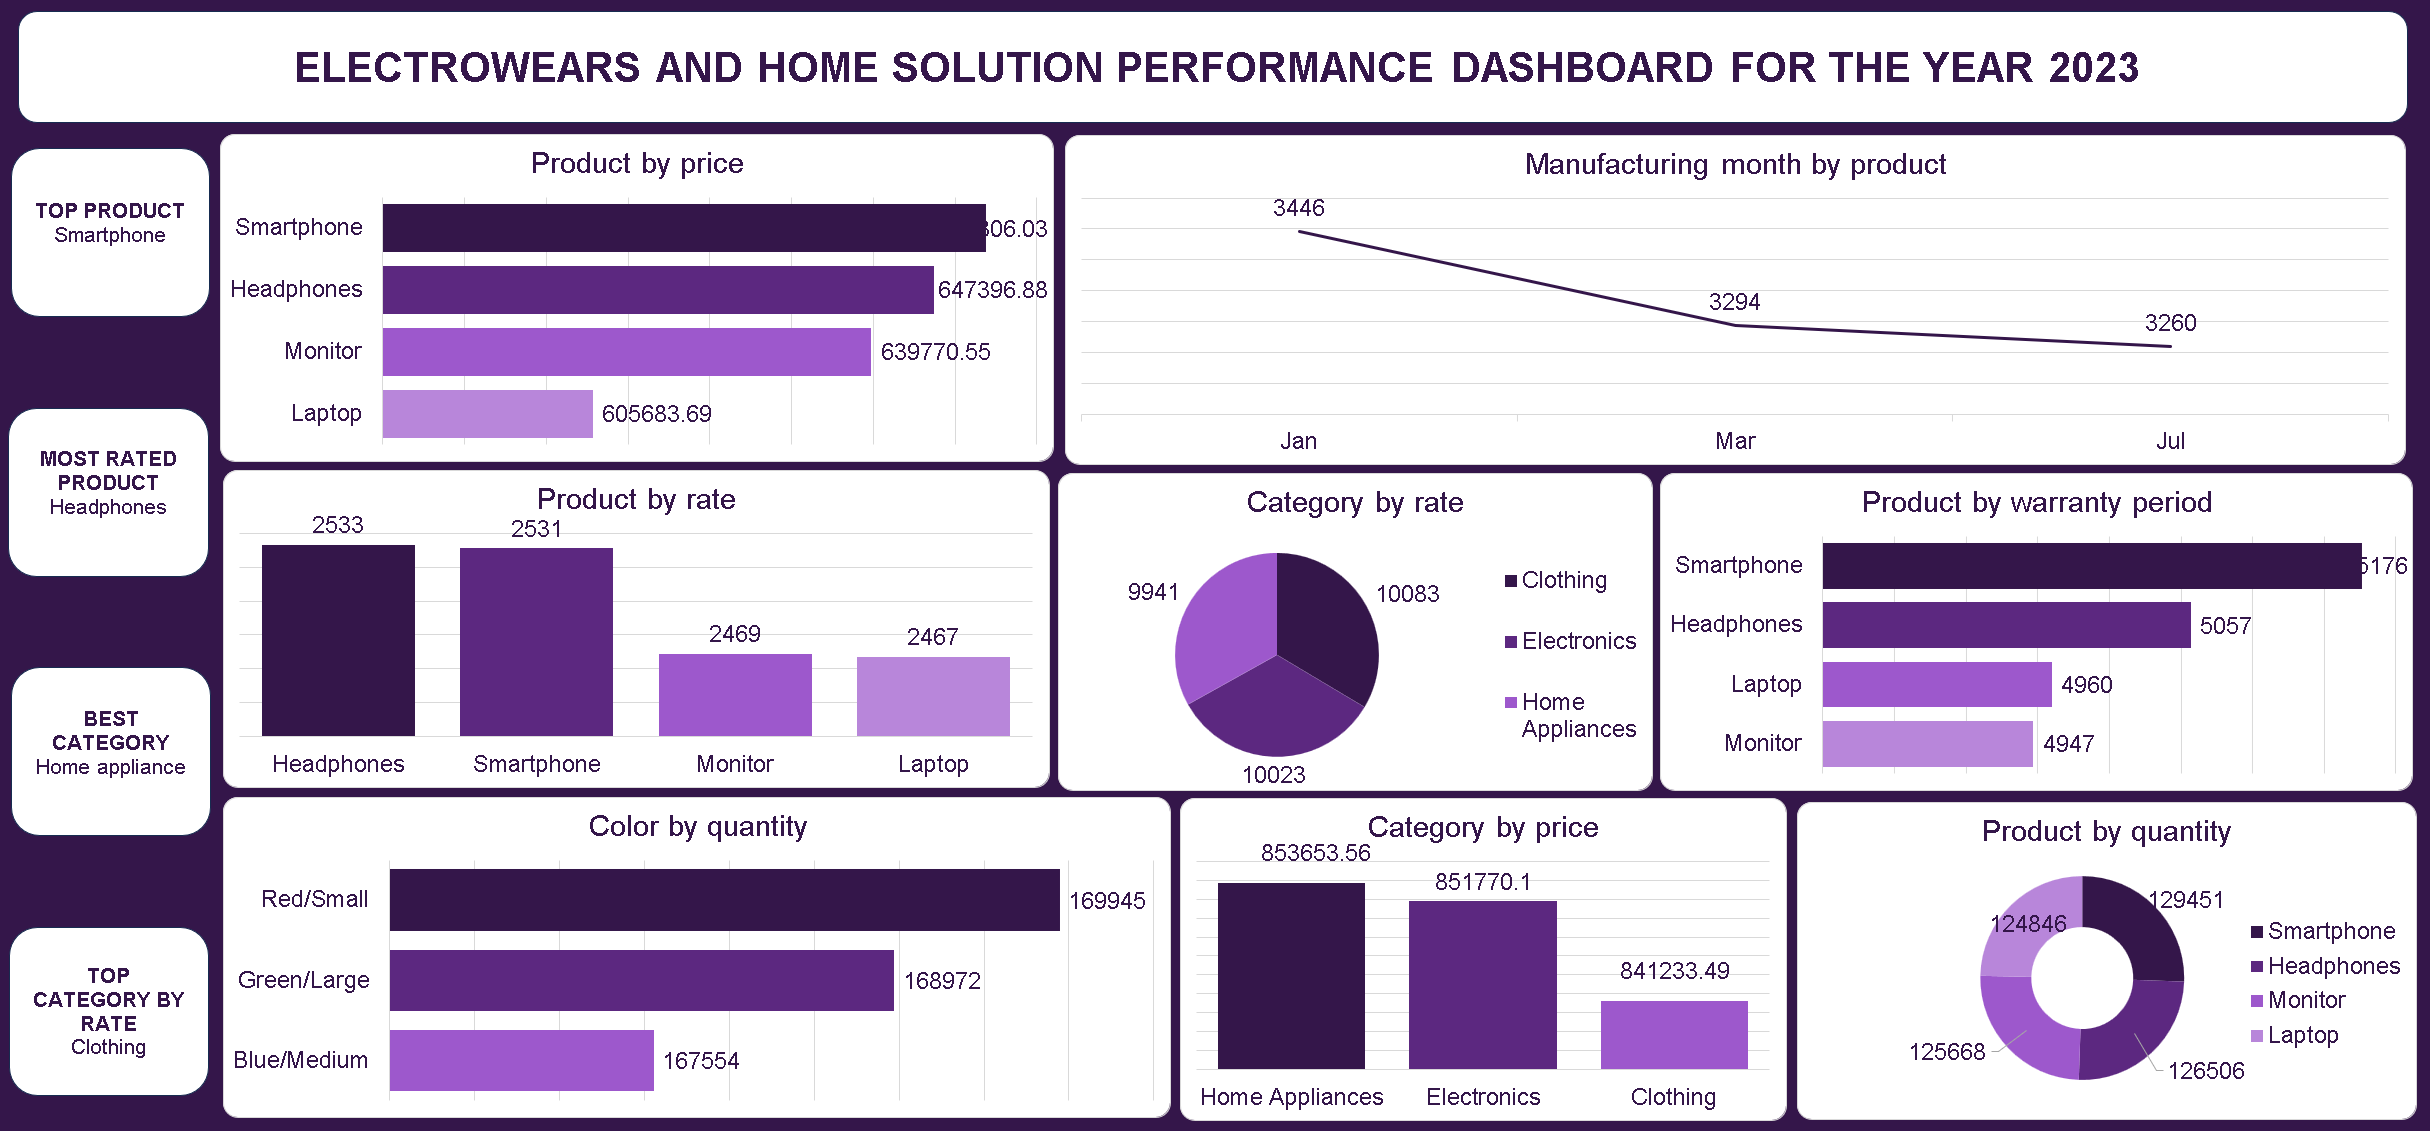 ELECTROWEARS AND HOME SOLUTION PERFORMANCE DASHBOARD FOR THE YEAR 2023
TOP PRODUCT
Smartphone
MOST RATED
PRODUCT
Headphones
BEST
CATEGORY
Home appliance
TOP
CATEGORY BY
RATE
Clothing
Product by price
Smartphone
Headphones 647396.88
Monitor 639770.55
Laptop 605683.69
Manufacturing month by product
3446
3294
3260
Jan Mar Jul
Product by rate
2533 2531 2469 2467
Headphones Smartphone Monitor Laptop
Category by rate
9941
10083
10023
Clothing
Electronics
Home
Appliances
Product by warranty period
Smartphone
Headphones 5057
Laptop 4960
Monitor 4947
Color by quantity
Red/Small 169945
Green/Large 168972
Blue/Medium 167554
Category by price
853653.56
851770.1
841233.49
Home Appliances Electronics Clothing
Product by quantity
129451
124846
125668
126506
Smartphone
Headphones
Monitor
Laptop